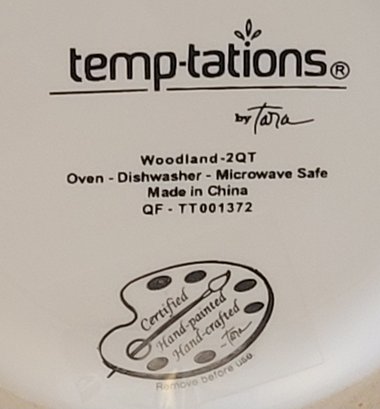 temp-tations®
by Tara
Woodland-2QT
Oven - Dishwasher - Microwave Safe
Made in China
QF - TT001372
Certified
Hand-painted
Hand-crafted
~Tara
Remove before use